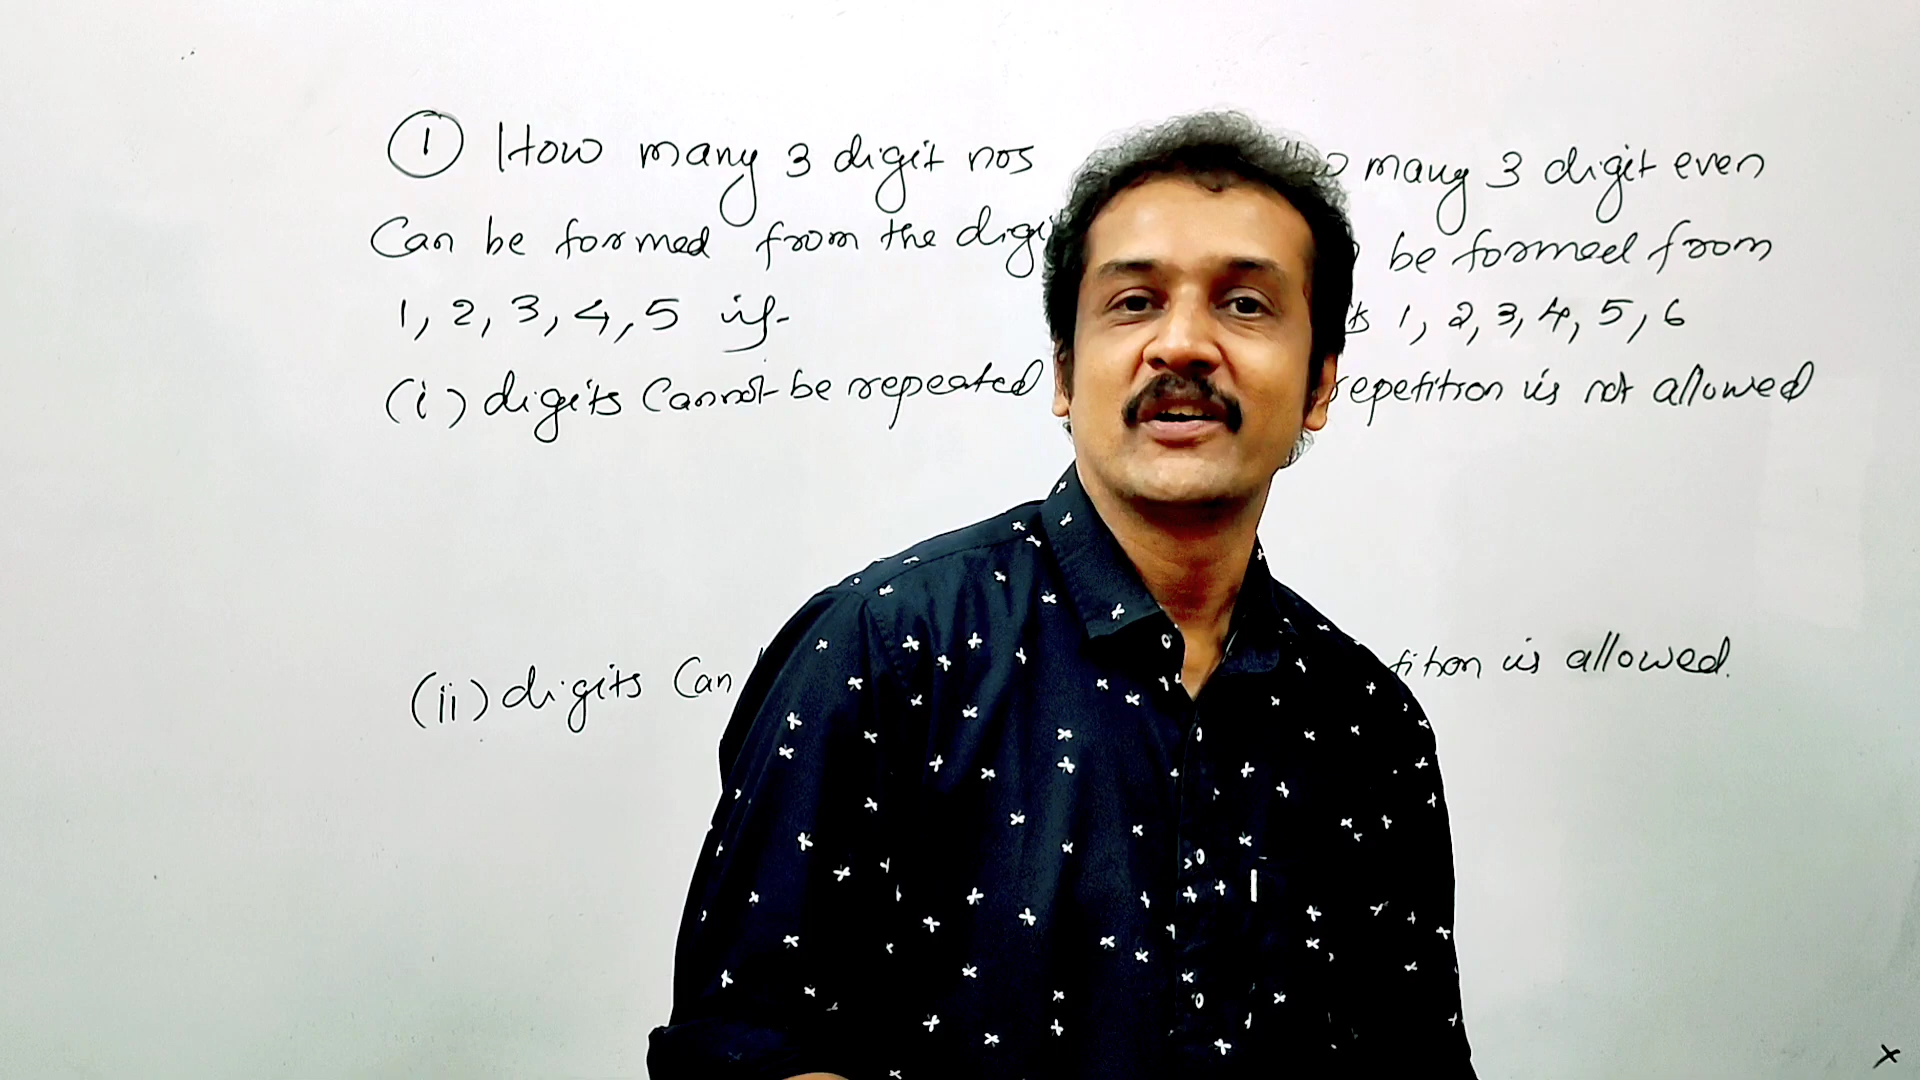 ① How many 3 digit nos
Can be formed from the
1, 2, 3, 4, 5 if
(i) digits Cannot be repeated
(ii) digits Can
many 3 digit even
be formed from
1, 2, 3, 4, 5, 6
repetition is not allowed
is allowed.
x